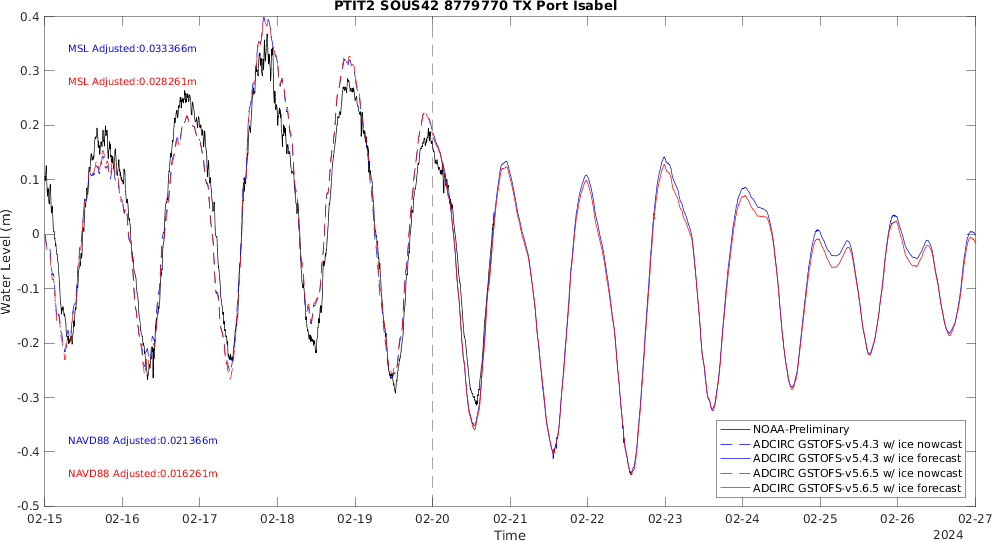 PTIT2 SOUS42 8779770 TX Port Isabel
0.4
0.3
0.2
0.1
0
-0.1
-0.2
-0.3
-0.4
-0.5
Water Level (m)
MSL Adjusted:0.033366m
MSL Adjusted:0.028261m
NAVD88 Adjusted:0.021366m
NAVD88 Adjusted:0.016261m
NOAA-Preliminary
ADCIRC GSTOFS-v5.4.3 w/ ice nowcast
ADCIRC GSTOFS-v5.4.3 w/ ice forecast
ADCIRC GSTOFS-v5.6.5 w/ ice nowcast
ADCIRC GSTOFS-v5.6.5 w/ ice forecast
02-15 02-16 02-17 02-18 02-19 02-20 02-21 02-22 02-23 02-24 02-25 02-26 02-27
Time
2024